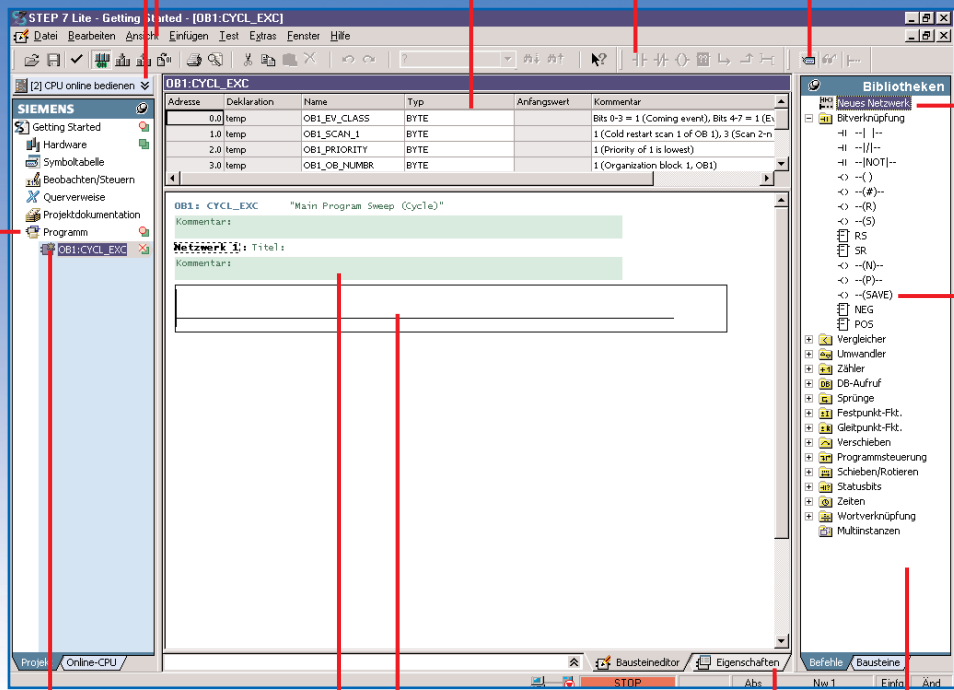 STEP 7 Lite - Getting Started - [OB1:CYCL_EXC]
Datei Bearbeiten Ansicht Einfügen Test Extras Fenster Hilfe
?
[2] CPU online bedienen
SIEMENS
Getting Started
Hardware
Symboltabelle
Beobachten/Steuern
Querverweise
Projektdokumentation
Programm
OB1:CYCL_EXC
Projekt Online-CPU
OB1:CYCL_EXC
Adresse Deklaration Name Typ Anfangswert Kommentar
0.0 temp OB1_EV_CLASS BYTE Bits 0-3 = 1 (Coming event), Bits 4-7 = 1 (Ev
1.0 temp OB1_SCAN_1 BYTE 1 (Cold restart scan 1 of OB 1), 3 (Scan 2-n
2.0 temp OB1_PRIORITY BYTE 1 (Priority of 1 is lowest)
3.0 temp OB1_OB_NUMBR BYTE 1 (Organization block 1, OB1)
OB1: CYCL_EXC "Main Program Sweep (Cycle)"
Kommentar:
Netzwerk 1: Titel:
Kommentar:
Bausteineditor Eigenschaften
Bibliotheken
Neues Netzwerk
Bitverknüpfung
--| |--
--|/|--
--|NOT|--
--( )
--(#)--
--(R)
--(S)
RS
SR
--(N)--
--(P)--
--(SAVE)
NEG
POS
Vergleicher
Umwandler
Zähler
DB-Aufruf
Sprünge
Festpunkt-Fkt.
Gleitpunkt-Fkt.
Verschieben
Programmsteuerung
Schieben/Rotieren
Statusbits
Zeiten
Wortverknüpfung
Multiinstanzen
Befehle Bausteine
STOP Abs Nw 1 Einfg Änd